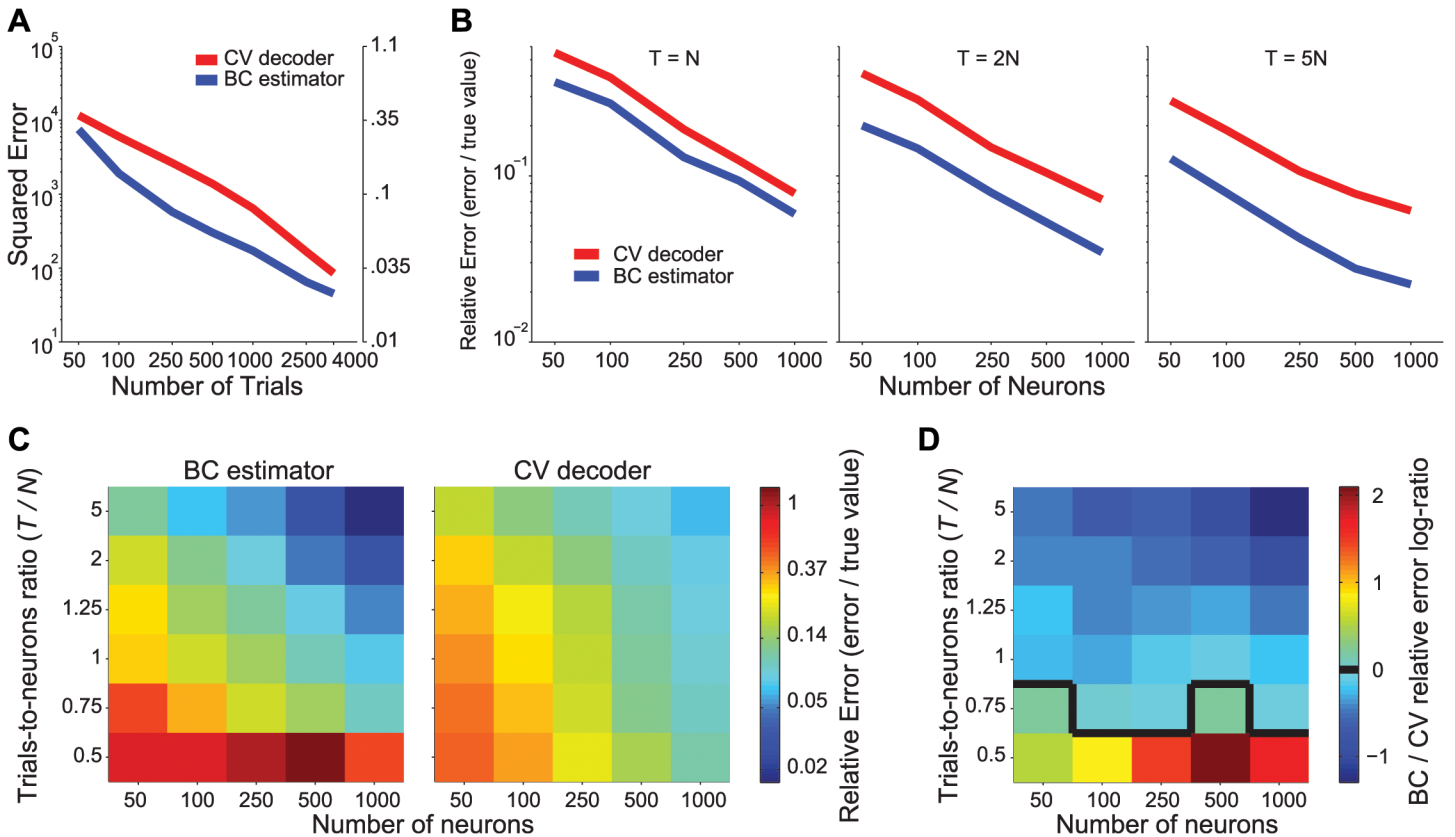 A
CV decoder
BC estimator
Squared Error
10^5
10^4
10^3
10^2
10^1
1.1
.35
.1
.035
.01
50 100 250 500 1000 2500 4000
Number of Trials
B
T = N
T = 2N
T = 5N
Relative Error (error / true value)
10^-1
10^-2
CV decoder
BC estimator
50 100 250 500 1000
50 100 250 500 1000
50 100 250 500 1000
Number of Neurons
C
BC estimator
CV decoder
Trials-to-neurons ratio (T / N)
5
2
1.25
1
0.75
0.5
50 100 250 500 1000
50 100 250 500 1000
Number of neurons
1
0.37
0.14
0.05
0.02
Relative Error (error / true value)
D
Trials-to-neurons ratio (T / N)
5
2
1.25
1
0.75
0.5
50 100 250 500 1000
Number of neurons
2
1
0
−1
BC / CV relative error log-ratio